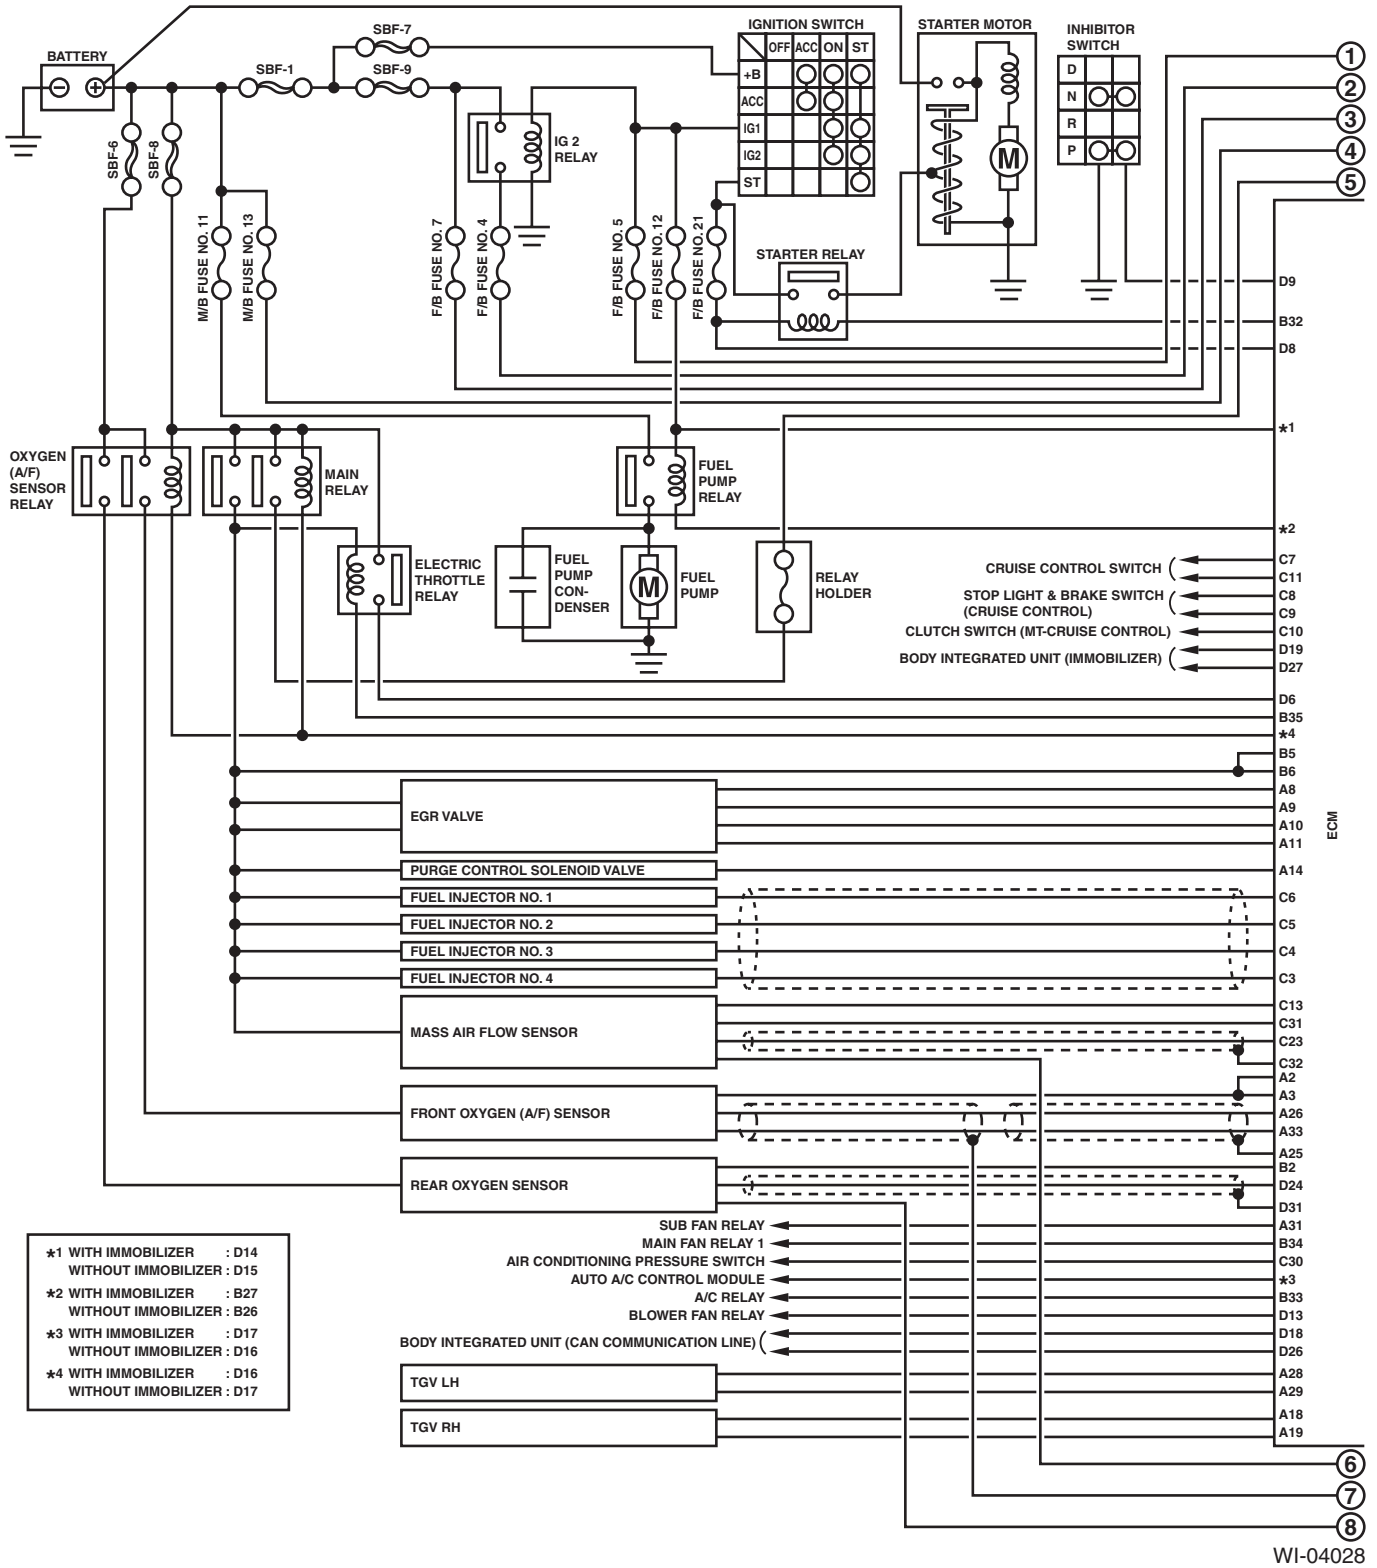 SBF-7
IGNITION SWITCH
STARTER MOTOR
INHIBITOR
SWITCH
BATTERY
SBF-1
SBF-9
OFF
ACC
ON
ST
+B
ACC
IG1
IG2
ST
D
N
R
P
M
1
2
3
4
5
IG 2
RELAY
SBF-6
SBF-8
M/B FUSE NO. 11
M/B FUSE NO. 13
F/B FUSE NO. 7
F/B FUSE NO. 4
F/B FUSE NO. 5
F/B FUSE NO. 12
F/B FUSE NO. 21
STARTER RELAY
D9
B32
D8
*1
OXYGEN
(A/F)
SENSOR
RELAY
MAIN
RELAY
FUEL
PUMP
RELAY
*2
ELECTRIC
THROTTLE
RELAY
FUEL
PUMP
CON-
DENSER
M
FUEL
PUMP
RELAY
HOLDER
CRUISE CONTROL SWITCH
C7
C11
STOP LIGHT & BRAKE SWITCH
(CRUISE CONTROL)
C8
C9
CLUTCH SWITCH (MT-CRUISE CONTROL)
C10
BODY INTEGRATED UNIT (IMMOBILIZER)
D19
D27
D6
B35
*4
B5
B6
EGR VALVE
A8
A9
A10
A11
ECM
PURGE CONTROL SOLENOID VALVE
A14
FUEL INJECTOR NO. 1
C6
FUEL INJECTOR NO. 2
C5
FUEL INJECTOR NO. 3
C4
FUEL INJECTOR NO. 4
C3
MASS AIR FLOW SENSOR
C13
C31
C23
C32
FRONT OXYGEN (A/F) SENSOR
A2
A3
A26
A33
A25
REAR OXYGEN SENSOR
B2
D24
D31
SUB FAN RELAY
A31
MAIN FAN RELAY 1
B34
AIR CONDITIONING PRESSURE SWITCH
C30
AUTO A/C CONTROL MODULE
*3
A/C RELAY
B33
BLOWER FAN RELAY
D13
BODY INTEGRATED UNIT (CAN COMMUNICATION LINE)
D18
D26
TGV LH
A28
A29
TGV RH
A18
A19
*1 WITH IMMOBILIZER : D14
WITHOUT IMMOBILIZER : D15
*2 WITH IMMOBILIZER : B27
WITHOUT IMMOBILIZER : B26
*3 WITH IMMOBILIZER : D17
WITHOUT IMMOBILIZER : D16
*4 WITH IMMOBILIZER : D16
WITHOUT IMMOBILIZER : D17
6
7
8
WI-04028